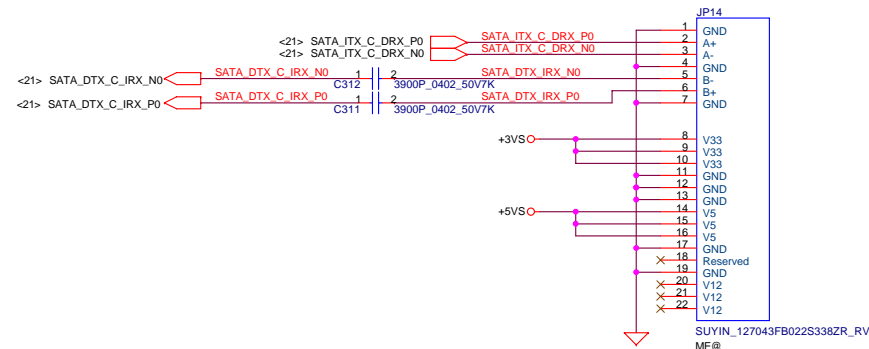 JP14
1 GND
<21> SATA_ITX_C_DRX_P0 SATA_ITX_C_DRX_P0 2 A+
<21> SATA_ITX_C_DRX_N0 SATA_ITX_C_DRX_N0 3 A-
4 GND
<21> SATA_DTX_C_IRX_N0 SATA_DTX_C_IRX_N0 1 2 SATA_DTX_IRX_N0 5 B-
C312 3900P_0402_50V7K
6 B+
<21> SATA_DTX_C_IRX_P0 SATA_DTX_C_IRX_P0 1 2 SATA_DTX_IRX_P0
7 GND
C311 3900P_0402_50V7K
+3VS 8 V33
9 V33
10 V33
11 GND
12 GND
13 GND
+5VS 14 V5
15 V5
16 V5
17 GND
18 Reserved
19 GND
20 V12
21 V12
22 V12
SUYIN_127043FB022S338ZR_RV
ME@